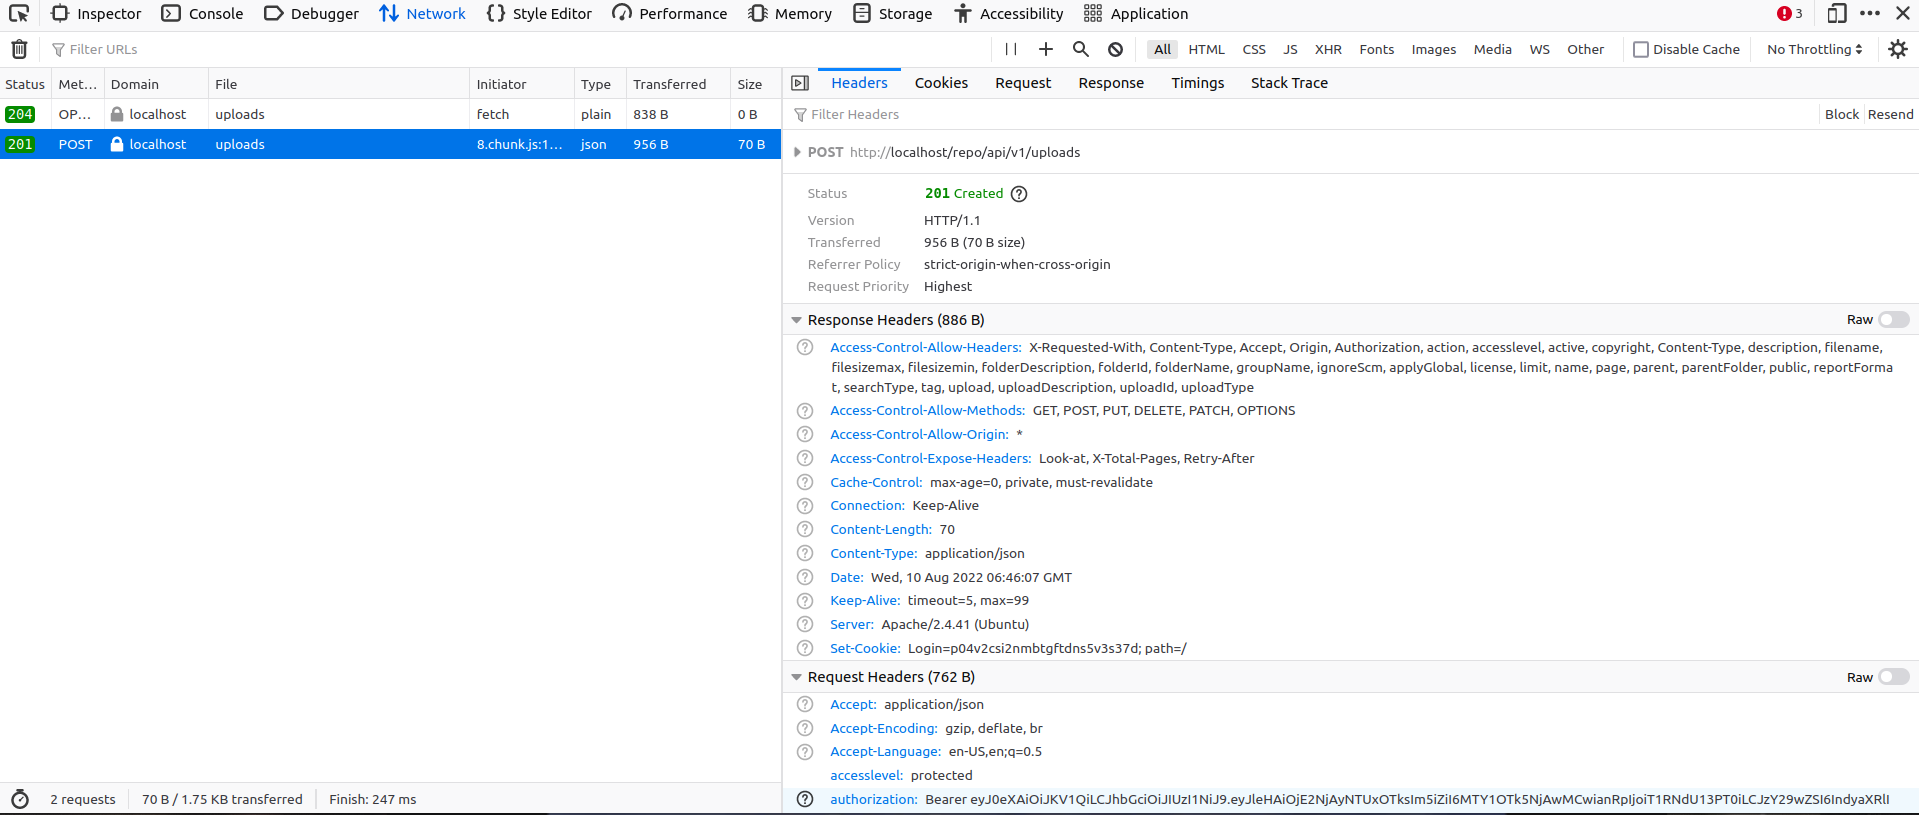 Inspector Console Debugger Network Style Editor Performance Memory Storage Accessibility Application 3
Filter URLs All HTML CSS JS XHR Fonts Images Media WS Other Disable Cache No Throttling
Status Met... Domain File Initiator Type Transferred Size
204 OP... localhost uploads fetch plain 838 B 0 B
201 POST localhost uploads 8.chunk.js:1... json 956 B 70 B
2 requests 70 B / 1.75 KB transferred Finish: 247 ms
Headers Cookies Request Response Timings Stack Trace
Filter Headers Block Resend
POST http://localhost/repo/api/v1/uploads
Status 201 Created
Version HTTP/1.1
Transferred 956 B (70 B size)
Referrer Policy strict-origin-when-cross-origin
Request Priority Highest
Response Headers (886 B) Raw
Access-Control-Allow-Headers: X-Requested-With, Content-Type, Accept, Origin, Authorization, action, accesslevel, active, copyright, Content-Type, description, filename,
filesizemax, filesizemin, folderDescription, folderId, folderName, groupName, ignoreScm, applyGlobal, license, limit, name, page, parent, parentFolder, public, reportForma
t, searchType, tag, upload, uploadDescription, uploadId, uploadType
Access-Control-Allow-Methods: GET, POST, PUT, DELETE, PATCH, OPTIONS
Access-Control-Allow-Origin: *
Access-Control-Expose-Headers: Look-at, X-Total-Pages, Retry-After
Cache-Control: max-age=0, private, must-revalidate
Connection: Keep-Alive
Content-Length: 70
Content-Type: application/json
Date: Wed, 10 Aug 2022 06:46:07 GMT
Keep-Alive: timeout=5, max=99
Server: Apache/2.4.41 (Ubuntu)
Set-Cookie: Login=p04v2csi2nmbtgftdns5v3s37d; path=/
Request Headers (762 B) Raw
Accept: application/json
Accept-Encoding: gzip, deflate, br
Accept-Language: en-US,en;q=0.5
accesslevel: protected
authorization: Bearer eyJ0eXAiOiJKV1QiLCJhbGciOiJIUzI1NiJ9.eyJleHAiOjE2NjAyNTUxOTksIm5iZiI6MTY1OTk5NjAwMCwianRpIjoiT1RNdU13PT0iLCJzY29wZSI6IndyaXRlI